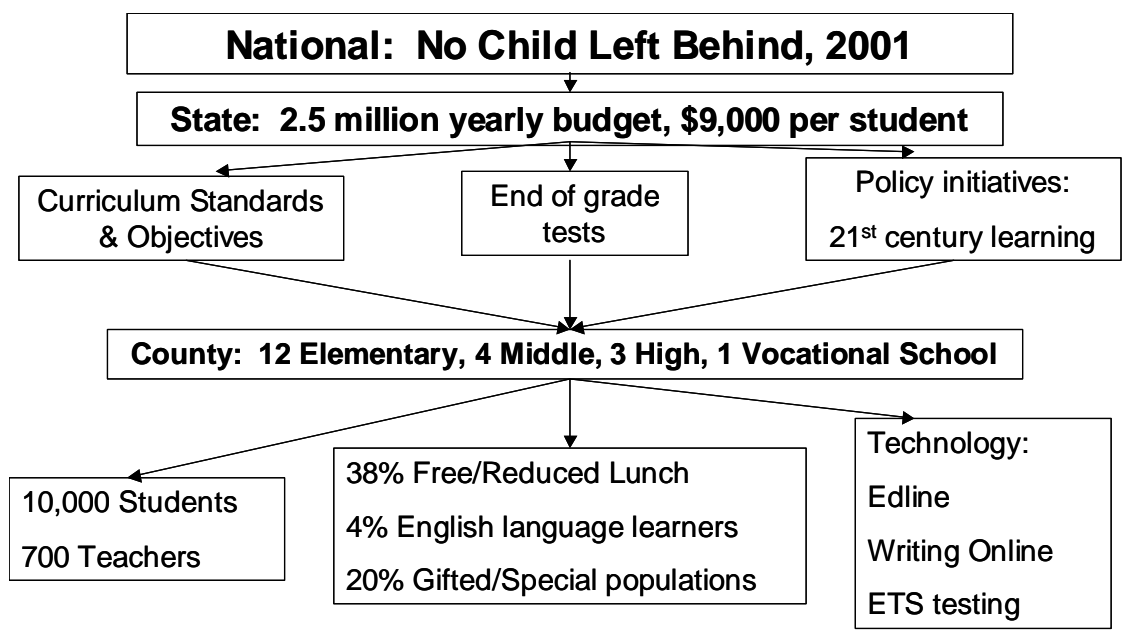 National: No Child Left Behind, 2001
State: 2.5 million yearly budget, $9,000 per student
Curriculum Standards
& Objectives
End of grade
tests
Policy initiatives:
21st century learning
County: 12 Elementary, 4 Middle, 3 High, 1 Vocational School
10,000 Students
700 Teachers
38% Free/Reduced Lunch
4% English language learners
20% Gifted/Special populations
Technology:
Edline
Writing Online
ETS testing